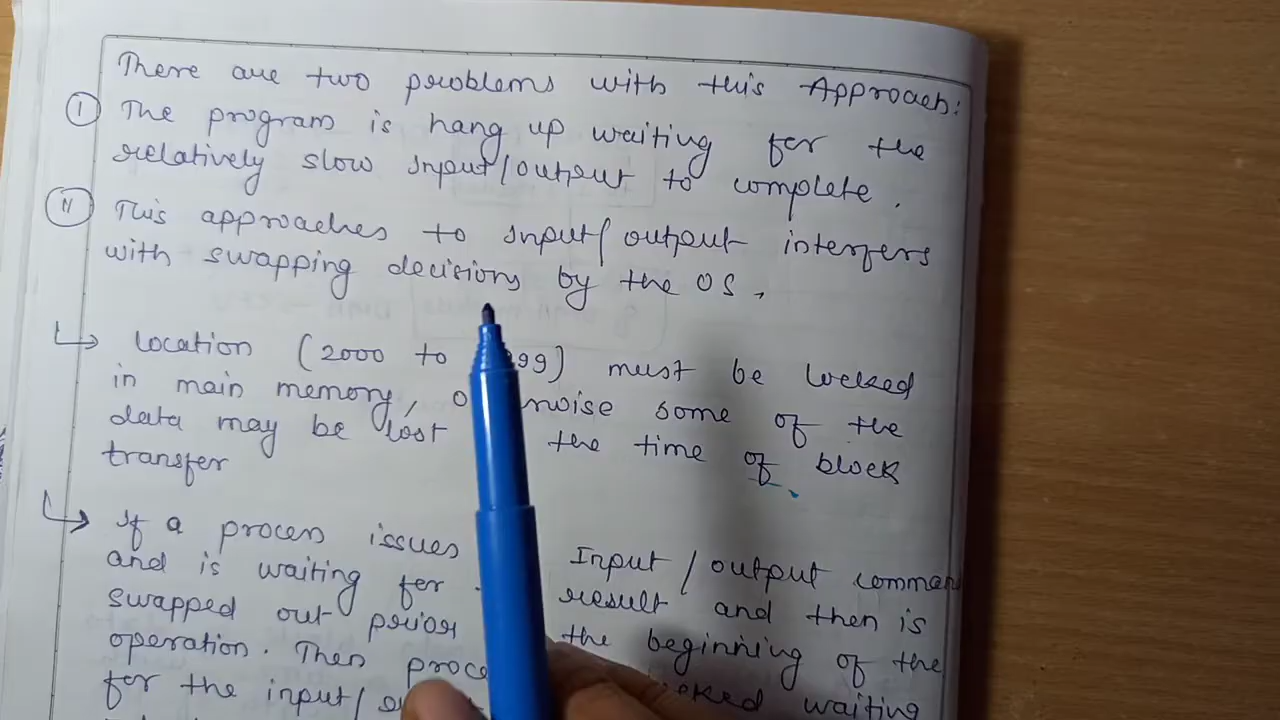 There are two problems with this Approach:
I The program is hang up waiting for the
relatively slow Input/output to complete.
II This approaches to Input/output interfers
with swapping decisions by the OS.
↳ location (2000 to 99) must be locked
in main memory, o rwise some of the
data may be lost the time of block
transfer
↳ If a process issues Input/output comman
and is waiting for result and then is
swapped out prior the beginning of the
operation. Then proce cked waiting
for the input/